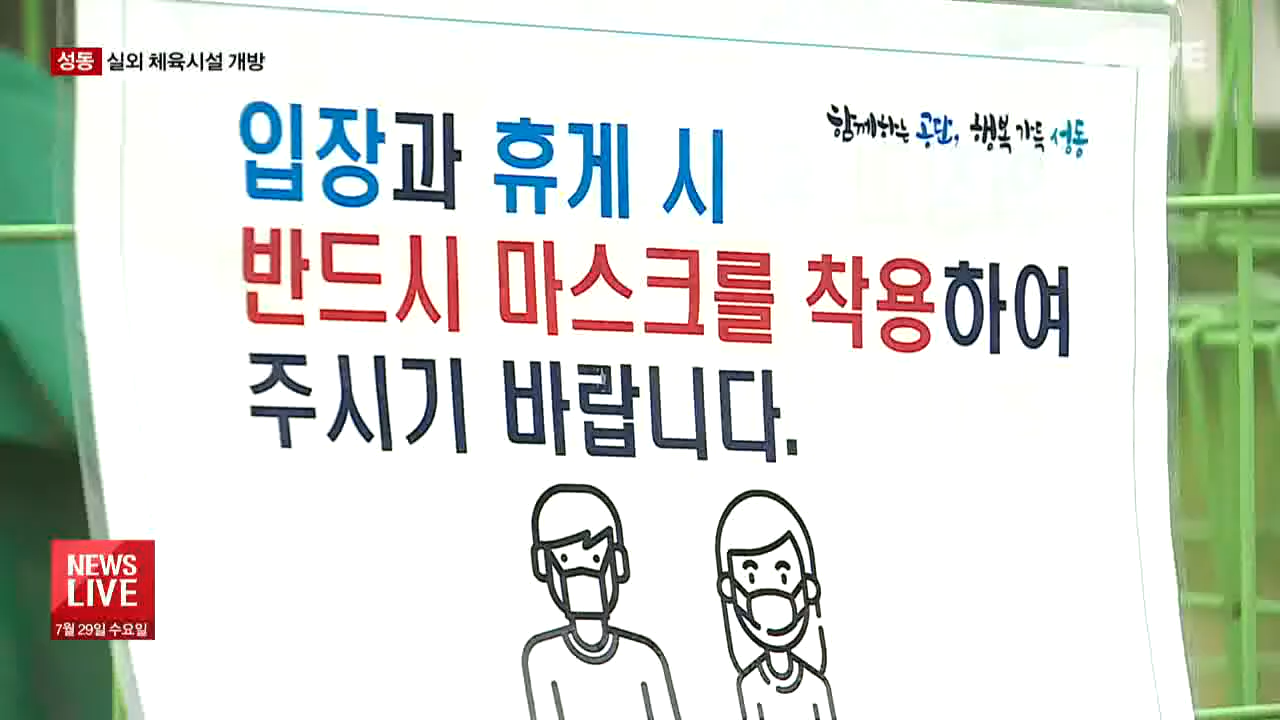 성동 실외 체육시설 개방
함께하는 공단, 행복 가득 성동
입장과 휴게 시
반드시 마스크를 착용하여
주시기 바랍니다.
NEWS
LIVE
7월 29일 수요일